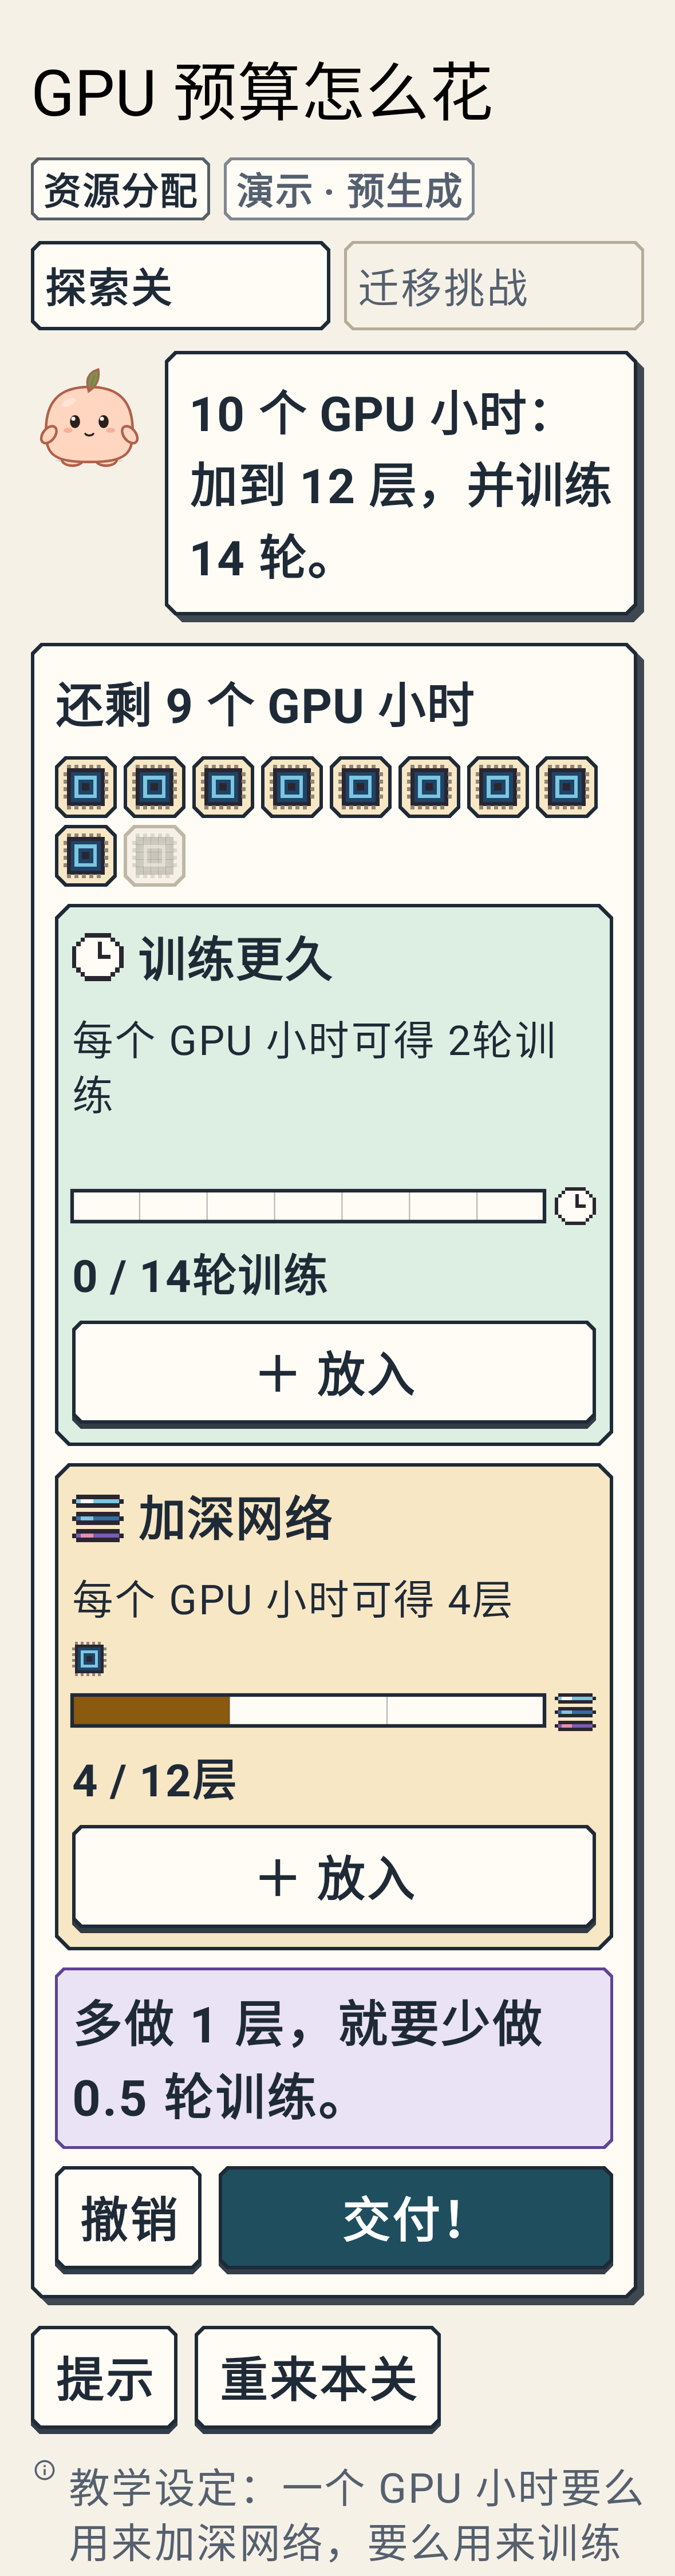 GPU 预算怎么花
资源分配
演示 · 预生成
探索关
迁移挑战
10 个 GPU 小时：
加到 12 层，并训练
14 轮。
还剩 9 个 GPU 小时
训练更久
每个 GPU 小时可得 2轮训
练
0 / 14轮训练
＋ 放入
加深网络
每个 GPU 小时可得 4层
4 / 12层
＋ 放入
多做 1 层，就要少做
0.5 轮训练。
撤销
交付！
提示
重来本关
教学设定：一个 GPU 小时要么
用来加深网络，要么用来训练